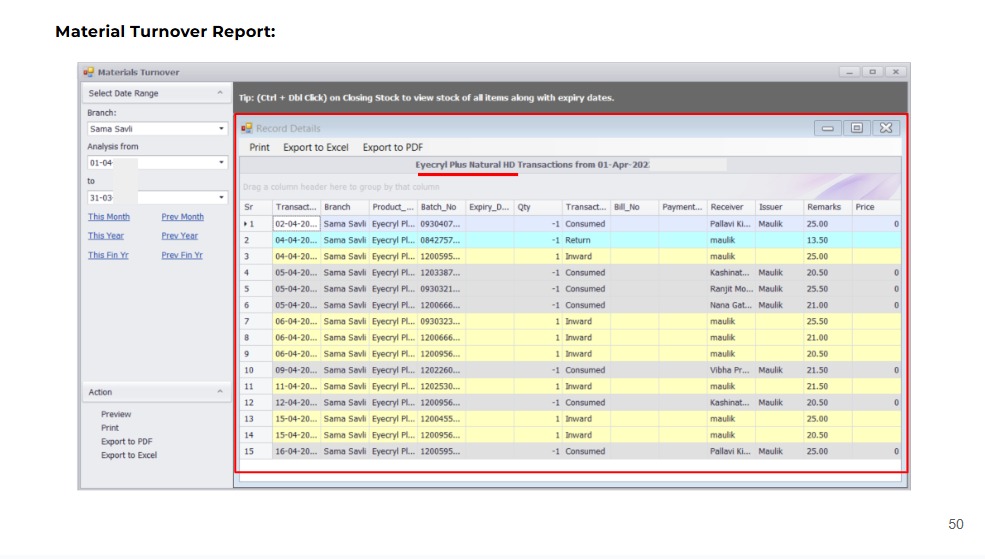 Material Turnover Report:
Materials Turnover
Select Date Range
Branch:
Sama Savli
Analysis from
01-04
to
31-03
This Month Prev Month
This Year Prev Year
This Fin Yr Prev Fin Yr
Action
Preview
Print
Export to PDF
Export to Excel
Tip: (Ctrl + Dbl Click) on Closing Stock to view stock of all items along with expiry dates.
Record Details
Print Export to Excel Export to PDF
Eyecryl Plus Natural HD Transactions from 01-Apr-202
Drag a column header here to group by that column
Sr Transact... Branch Product_... Batch_No Expiry_D... Qty Transact... Bill_No Payment... Receiver Issuer Remarks Price
1 02-04-20... Sama Savli Eyecryl Pl... 0930407... -1 Consumed Pallavi Ki... Maulik 25.00 0
2 04-04-20... Sama Savli Eyecryl Pl... 0842757... -1 Return maulik 13.50
3 04-04-20... Sama Savli Eyecryl Pl... 1200595... 1 Inward maulik 25.00
4 05-04-20... Sama Savli Eyecryl Pl... 1203387... -1 Consumed Kashinat... Maulik 20.50 0
5 05-04-20... Sama Savli Eyecryl Pl... 0930321... -1 Consumed Ranjit Mo... Maulik 25.50 0
6 05-04-20... Sama Savli Eyecryl Pl... 1200666... -1 Consumed Nana Gat... Maulik 21.00 0
7 06-04-20... Sama Savli Eyecryl Pl... 0930323... 1 Inward maulik 25.50
8 06-04-20... Sama Savli Eyecryl Pl... 1200666... 1 Inward maulik 21.00
9 06-04-20... Sama Savli Eyecryl Pl... 1200956... 1 Inward maulik 20.50
10 09-04-20... Sama Savli Eyecryl Pl... 1202260... -1 Consumed Vibha Pr... Maulik 21.50 0
11 11-04-20... Sama Savli Eyecryl Pl... 1202530... 1 Inward maulik 21.50
12 12-04-20... Sama Savli Eyecryl Pl... 1200956... -1 Consumed Kashinat... Maulik 20.50 0
13 15-04-20... Sama Savli Eyecryl Pl... 1200455... 1 Inward maulik 25.00
14 15-04-20... Sama Savli Eyecryl Pl... 1200956... 1 Inward maulik 20.50
15 16-04-20... Sama Savli Eyecryl Pl... 1200595... -1 Consumed Pallavi Ki... Maulik 25.00 0
50